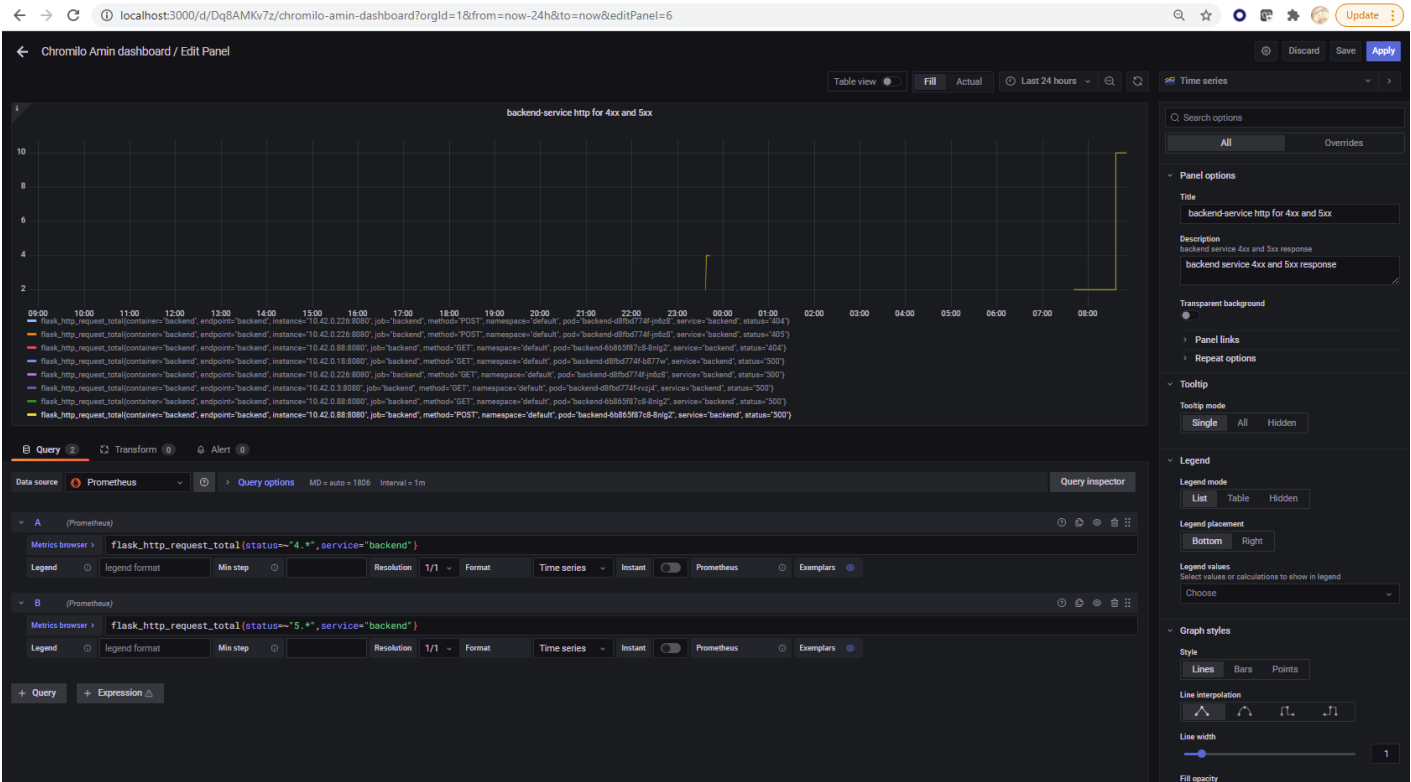 localhost:3000/d/Dq8AMKv7z/chromilo-amin-dashboard?orgId=1&from=now-24h&to=now&editPanel=6
Update
Chromilo Amin dashboard / Edit Panel
Discard Save Apply
Table view Fill Actual Last 24 hours Time series
backend-service http for 4xx and 5xx
Search options
All Overrides
10
8
6
4
2
09:00 10:00 11:00 12:00 13:00 14:00 15:00 16:00 17:00 18:00 19:00 20:00 21:00 22:00 23:00 00:00 01:00 02:00 03:00 04:00 05:00 06:00 07:00 08:00
flask_http_request_total{container="backend", endpoint="backend", instance="10.42.0.226:8080", job="backend", method="POST", namespace="default", pod="backend-d8fbd774f-jn6z8", service="backend", status="404"}
flask_http_request_total{container="backend", endpoint="backend", instance="10.42.0.226:8080", job="backend", method="POST", namespace="default", pod="backend-d8fbd774f-jn6z8", service="backend", status="405"}
flask_http_request_total{container="backend", endpoint="backend", instance="10.42.0.88:8080", job="backend", method="GET", namespace="default", pod="backend-6b865f87c8-8nlg2", service="backend", status="404"}
flask_http_request_total{container="backend", endpoint="backend", instance="10.42.0.18:8080", job="backend", method="GET", namespace="default", pod="backend-d8fbd774f-b877w", service="backend", status="500"}
flask_http_request_total{container="backend", endpoint="backend", instance="10.42.0.226:8080", job="backend", method="GET", namespace="default", pod="backend-d8fbd774f-jn6z8", service="backend", status="500"}
flask_http_request_total{container="backend", endpoint="backend", instance="10.42.0.3:8080", job="backend", method="GET", namespace="default", pod="backend-d8fbd774f-rvzj4", service="backend", status="500"}
flask_http_request_total{container="backend", endpoint="backend", instance="10.42.0.88:8080", job="backend", method="GET", namespace="default", pod="backend-6b865f87c8-8nlg2", service="backend", status="500"}
flask_http_request_total{container="backend", endpoint="backend", instance="10.42.0.88:8080", job="backend", method="POST", namespace="default", pod="backend-6b865f87c8-8nlg2", service="backend", status="500"}
Panel options
Title
backend-service http for 4xx and 5xx
Description
backend service 4xx and 5xx response
backend service 4xx and 5xx response
Transparent background
Panel links
Repeat options
Tooltip
Tooltip mode
Single All Hidden
Legend
Legend mode
List Table Hidden
Legend placement
Bottom Right
Legend values
Select values or calculations to show in legend
Choose
Graph styles
Style
Lines Bars Points
Line interpolation
Line width
1
Fill opacity
Query 2 Transform 0 Alert 0
Data source Prometheus Query options MD = auto = 1806 Interval = 1m Query inspector
A (Prometheus)
Metrics browser > flask_http_request_total{status=~"4.*",service="backend"}
Legend legend format Min step Resolution 1/1 Format Time series Instant Prometheus Exemplars
B (Prometheus)
Metrics browser > flask_http_request_total{status=~"5.*",service="backend"}
Legend legend format Min step Resolution 1/1 Format Time series Instant Prometheus Exemplars
+ Query + Expression